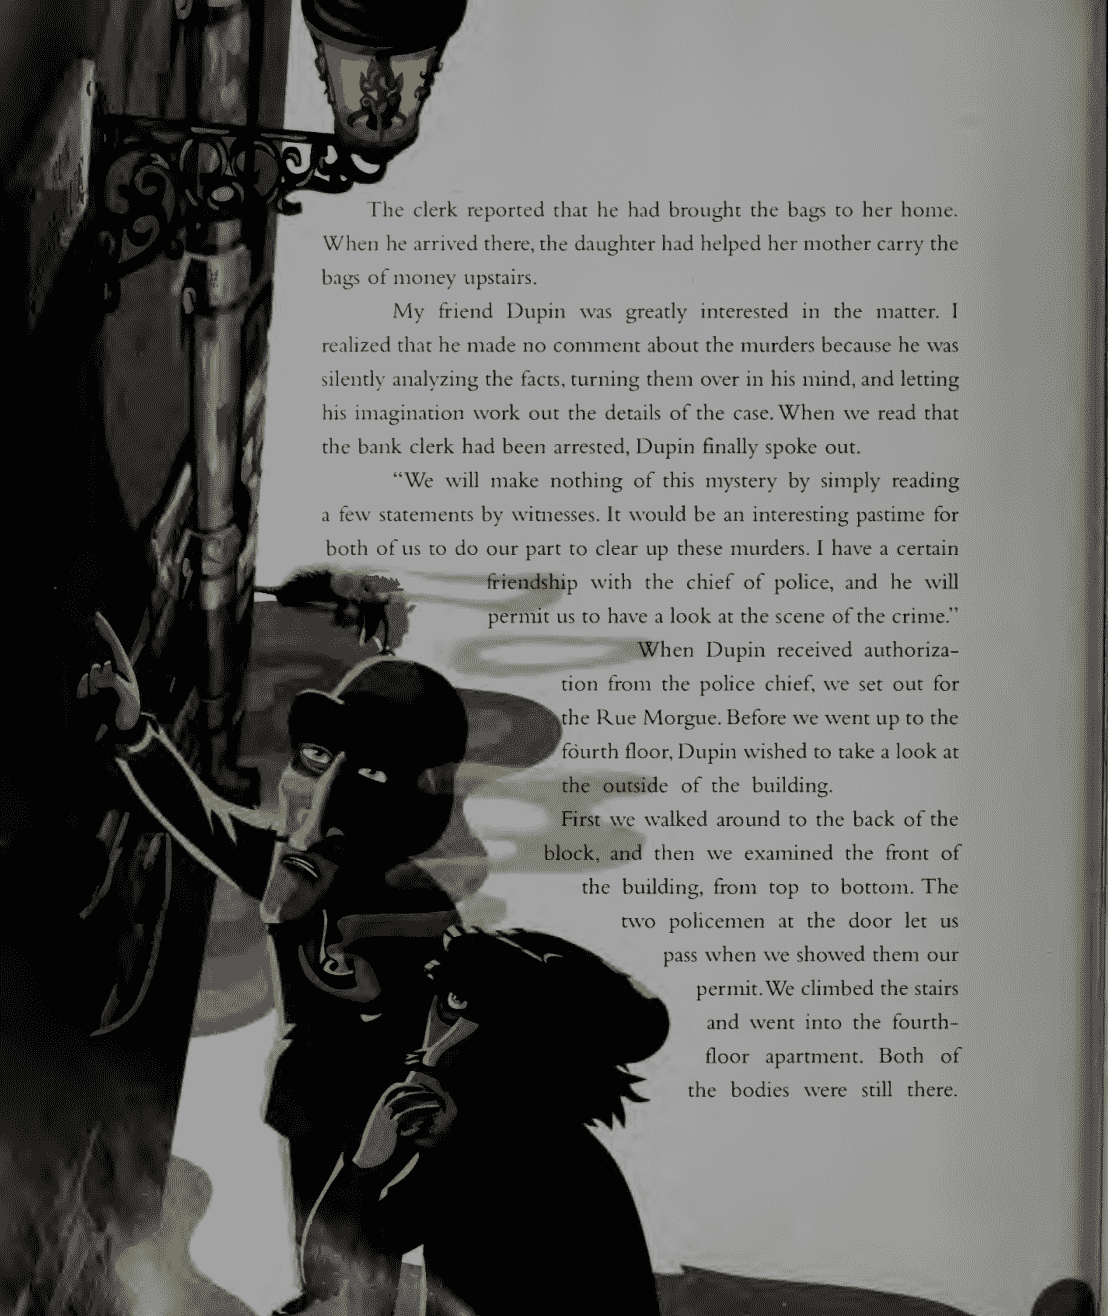 The clerk reported that he had brought the bags to her home.
When he arrived there, the daughter had helped her mother carry the
bags of money upstairs.
My friend Dupin was greatly interested in the matter. I
realized that he made no comment about the murders because he was
silently analyzing the facts, turning them over in his mind, and letting
his imagination work out the details of the case. When we read that
the bank clerk had been arrested, Dupin finally spoke out.
“We will make nothing of this mystery by simply reading
a few statements by witnesses. It would be an interesting pastime for
both of us to do our part to clear up these murders. I have a certain
friendship with the chief of police, and he will
permit us to have a look at the scene of the crime.”
When Dupin received authoriza-
tion from the police chief, we set out for
the Rue Morgue. Before we went up to the
fourth floor, Dupin wished to take a look at
the outside of the building.
First we walked around to the back of the
block, and then we examined the front of
the building, from top to bottom. The
two policemen at the door let us
pass when we showed them our
permit. We climbed the stairs
and went into the fourth-
floor apartment. Both of
the bodies were still there.